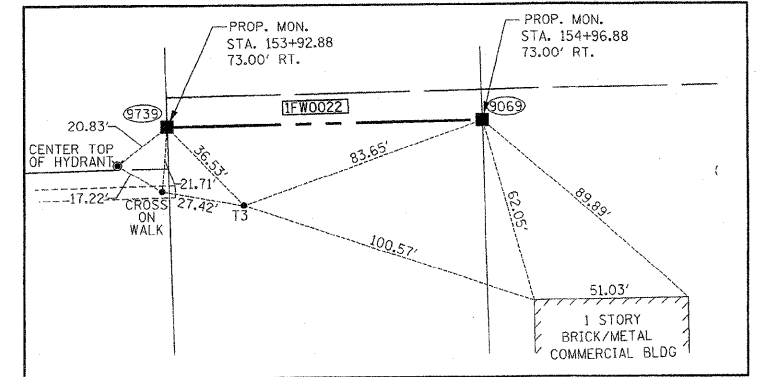 PROP. MON.
STA. 153+92.88
73.00' RT.
PROP. MON.
STA. 154+96.88
73.00' RT.
9739
1FW0022
9069
20.83'
CENTER TOP
OF HYDRANT
36.53'
83.65'
21.71'
17.22'
27.42'
CROSS
ON
WALK
T3
62.05'
89.89'
100.57'
51.03'
1 STORY
BRICK/METAL
COMMERCIAL BLDG